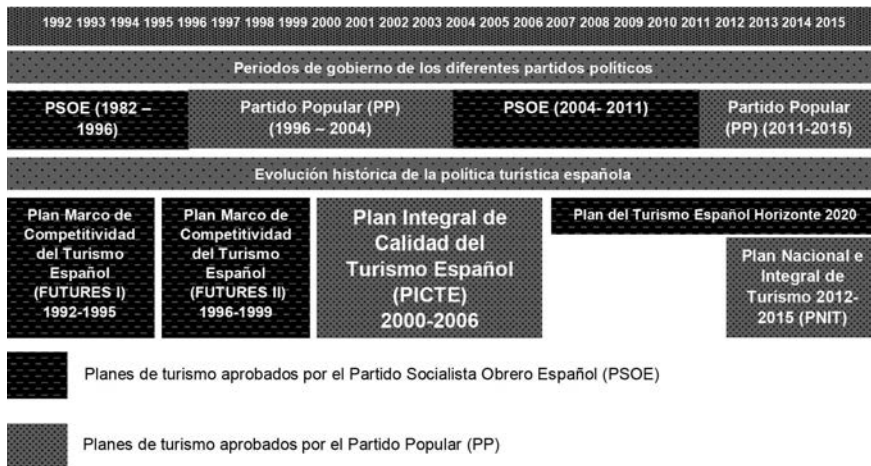 1992 1993 1994 1995 1996 1997 1998 1999 2000 2001 2002 2003 2004 2005 2006 2007 2008 2009 2010 2011 2012 2013 2014 2015
Periodos de gobierno de los diferentes partidos políticos
PSOE (1982 –
1996)
Partido Popular (PP)
(1996 – 2004)
PSOE (2004- 2011)
Partido Popular
(PP) (2011-2015)
Evolución histórica de la política turística española
Plan Marco de
Competitividad
del Turismo
Español
(FUTURES I)
1992-1995
Plan Marco de
Competitividad
del Turismo
Español
(FUTURES II)
1996-1999
Plan Integral de
Calidad del
Turismo Español
(PICTE)
2000-2006
Plan del Turismo Español Horizonte 2020
Plan Nacional e
Integral de
Turismo 2012-
2015 (PNIT)
Planes de turismo aprobados por el Partido Socialista Obrero Español (PSOE)
Planes de turismo aprobados por el Partido Popular (PP)